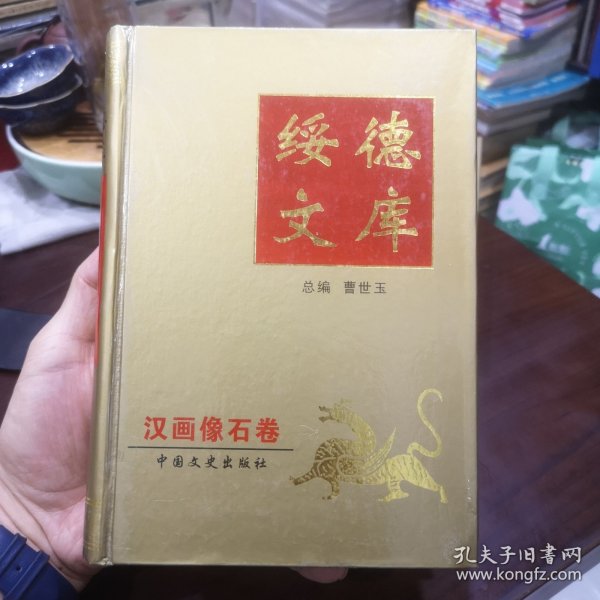 绥德
文库
总编 曹世玉
汉画像石卷
中国文史出版社
孔夫子旧书网
www.kongfz.com